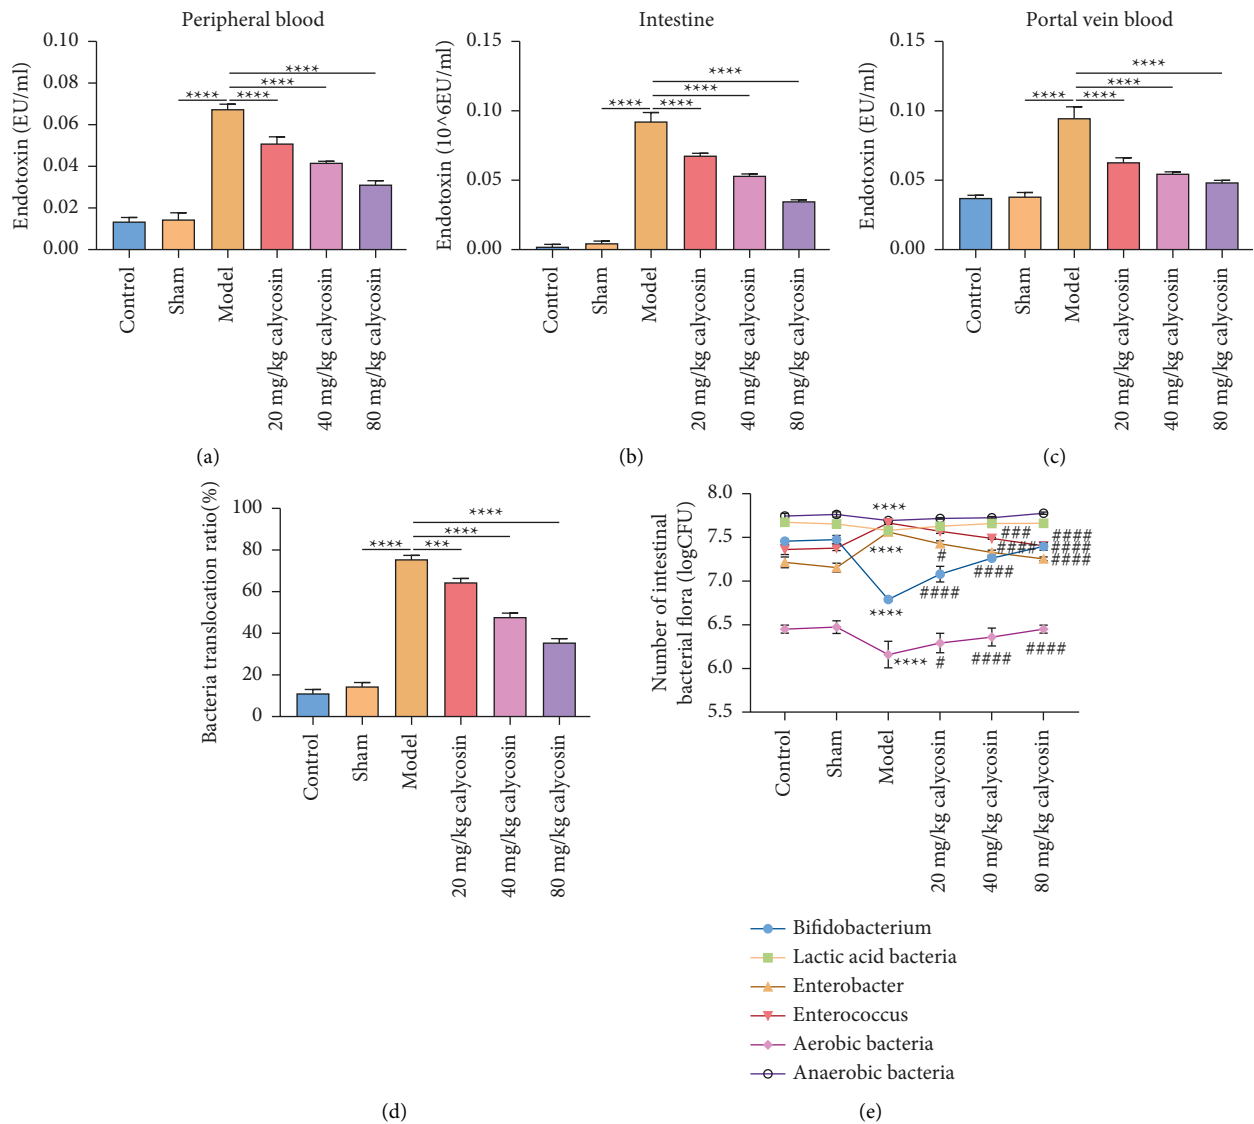 Peripheral blood
Endotoxin (EU/ml)
0.10
0.08
0.06
0.04
0.02
0.00
****
****
**** ****
Control
Sham
Model
20 mg/kg calycosin
40 mg/kg calycosin
80 mg/kg calycosin
(a)
Intestine
Endotoxin (10^6EU/ml)
0.15
0.10
0.05
0.00
****
****
**** ****
Control
Sham
Model
20 mg/kg calycosin
40 mg/kg calycosin
80 mg/kg calycosin
(b)
Portal vein blood
Endotoxin (EU/ml)
0.15
0.10
0.05
0.00
****
****
**** ****
Control
Sham
Model
20 mg/kg calycosin
40 mg/kg calycosin
80 mg/kg calycosin
(c)
Bacteria translocation ratio(%)
100
80
60
40
20
0
****
****
**** ***
Control
Sham
Model
20 mg/kg calycosin
40 mg/kg calycosin
80 mg/kg calycosin
(d)
Number of intestinal
bacterial flora (logCFU)
8.0
7.5
7.0
6.5
6.0
5.5
****
****
****
****
#
####
#
###
####
####
####
####
####
####
####
Control
Sham
Model
20 mg/kg calycosin
40 mg/kg calycosin
80 mg/kg calycosin
Bifidobacterium
Lactic acid bacteria
Enterobacter
Enterococcus
Aerobic bacteria
Anaerobic bacteria
(e)